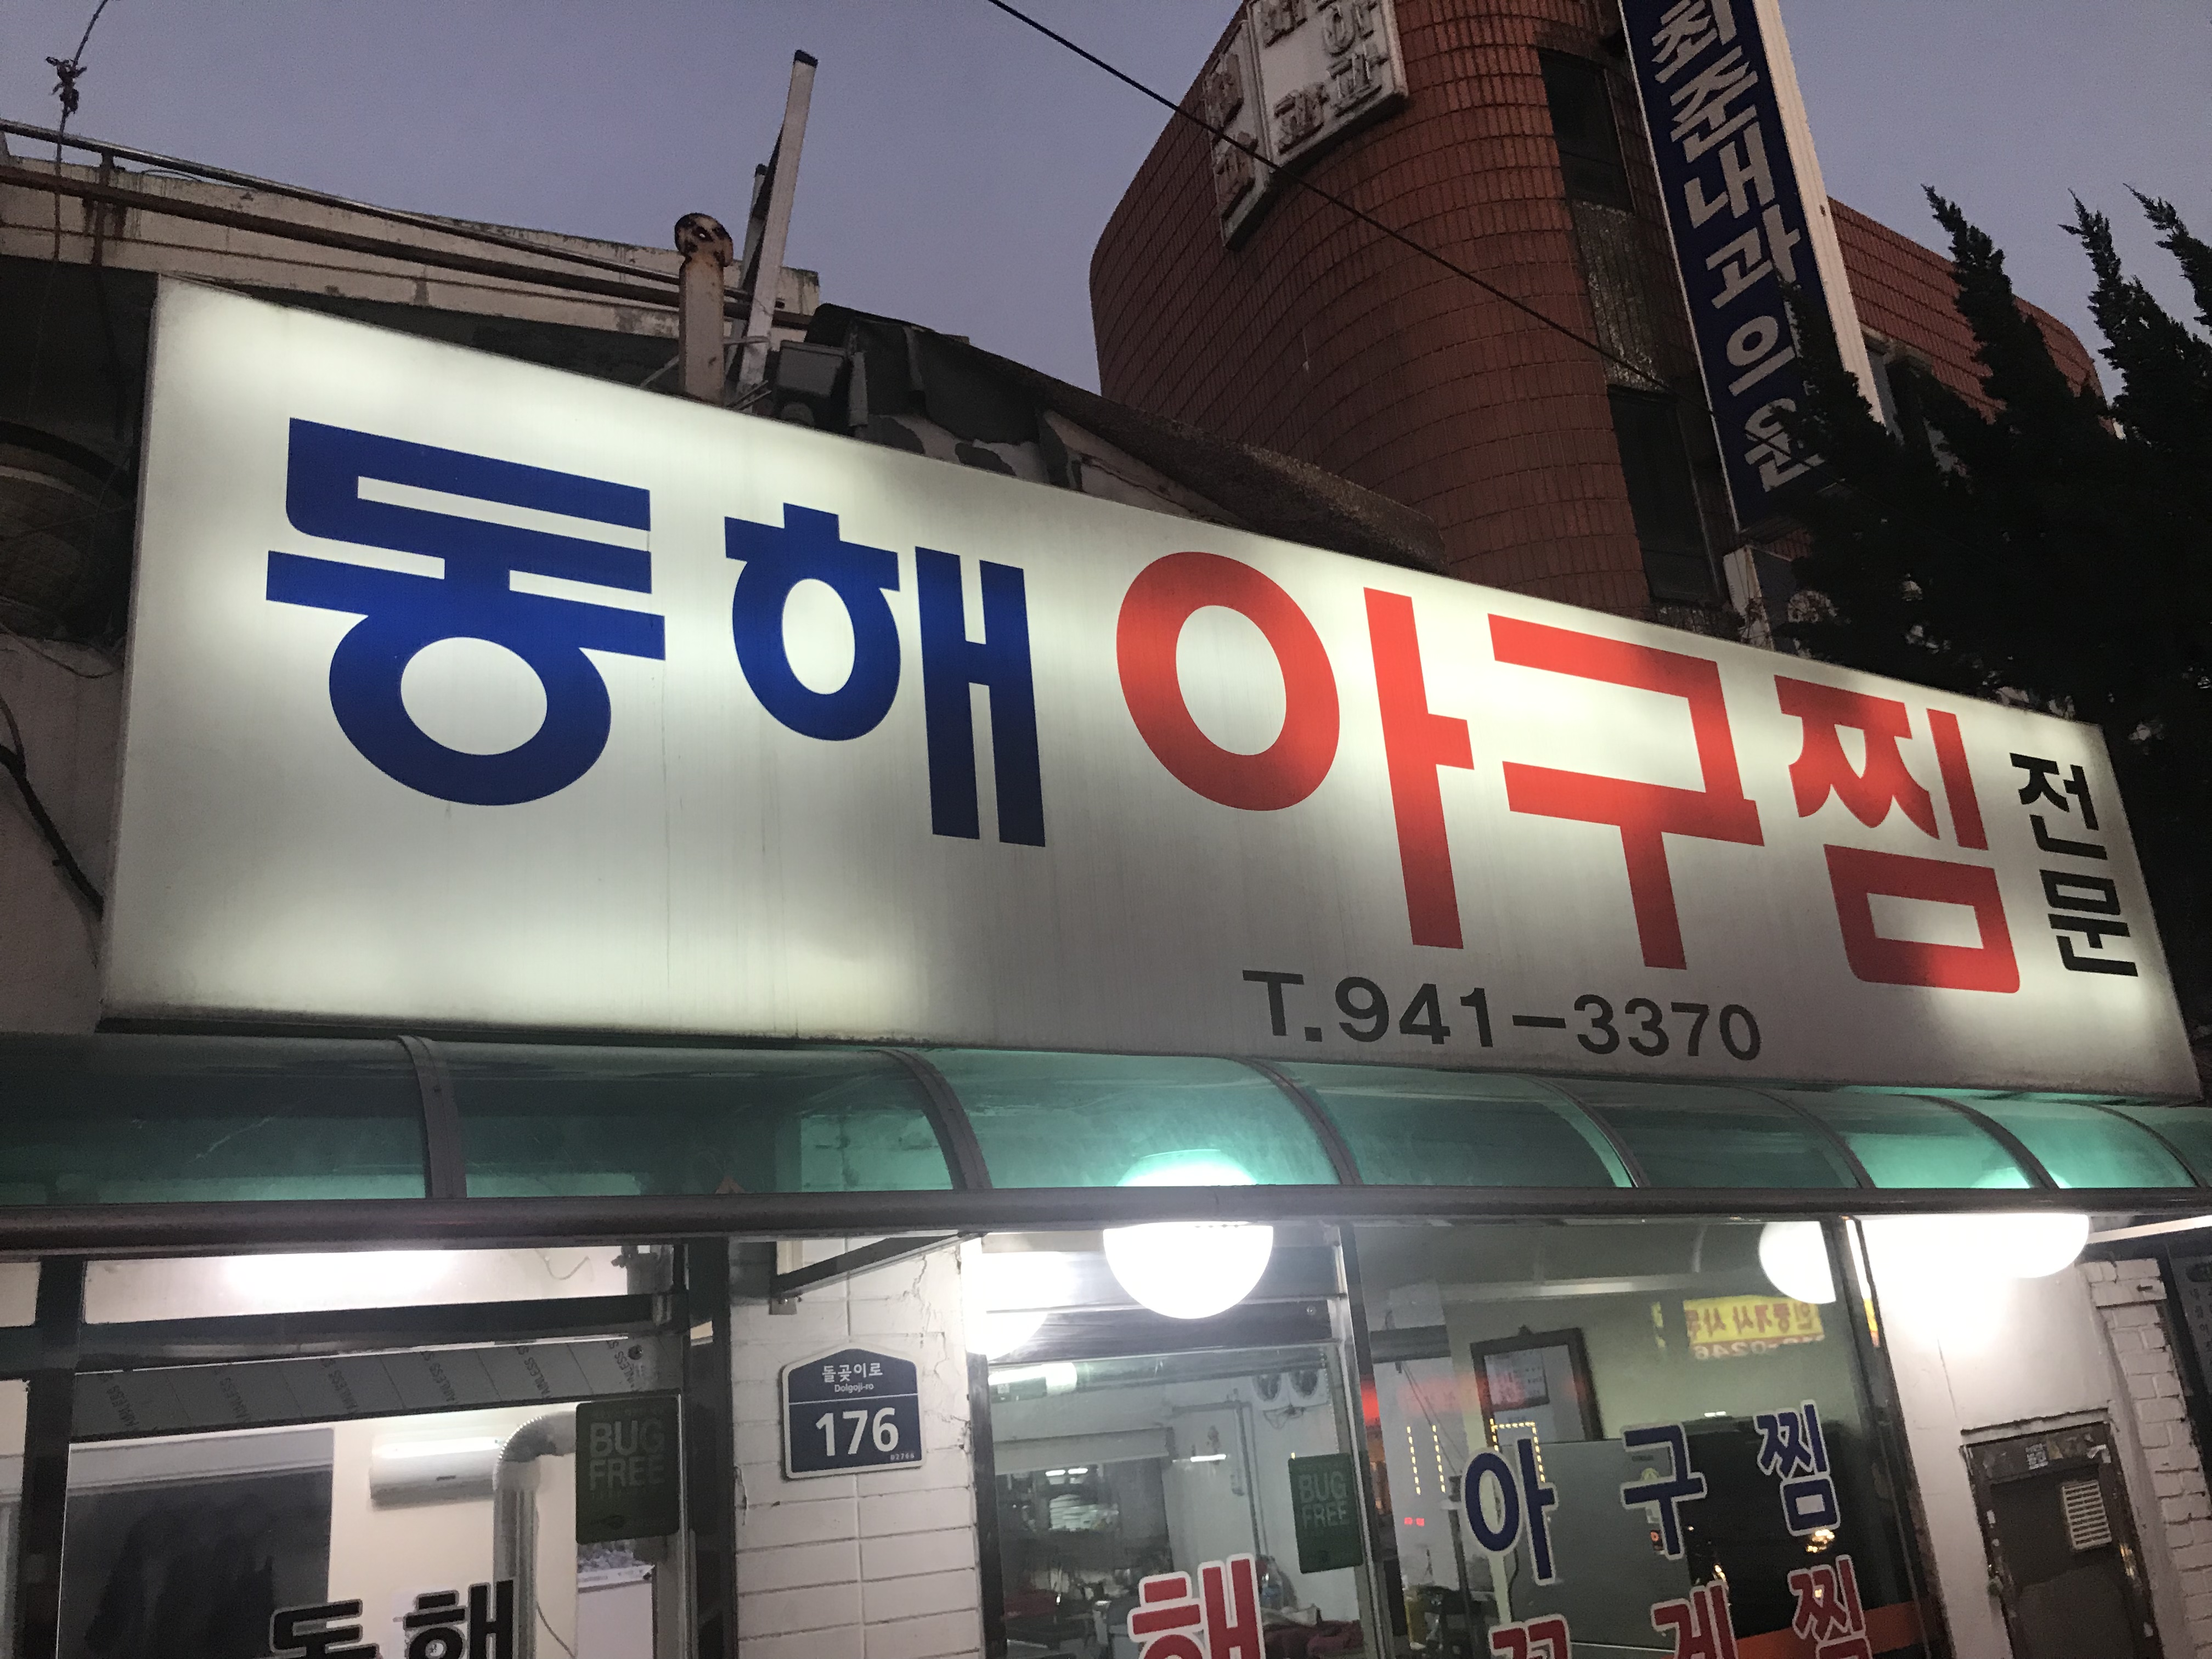 최준내과의원
동해 아구찜 전문
T.941-3370
돌곶이로
Dolgoji-ro
176
BUG
FREE
BUG
FREE
아구찜
꽃게찜
동해
해